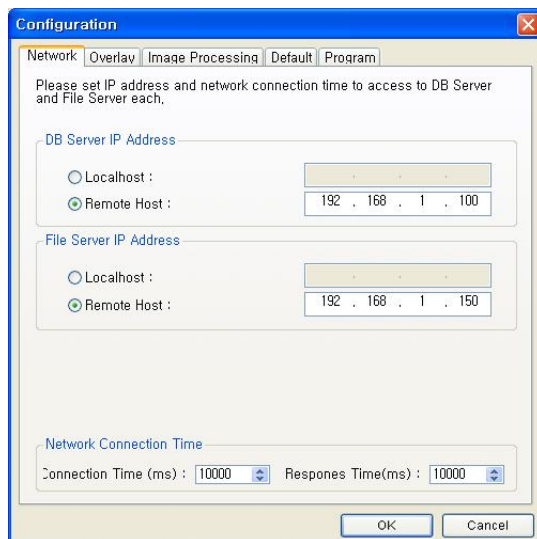 Configuration
Network Overlay Image Processing Default Program
Please set IP address and network connection time to access to DB Server
and File Server each,
DB Server IP Address
Localhost :
Remote Host : 192 . 168 . 1 . 100
File Server IP Address
Localhost :
Remote Host : 192 . 168 . 1 . 150
Network Connection Time
Connection Time (ms) : 10000 Respones Time(ms) : 10000
OK Cancel